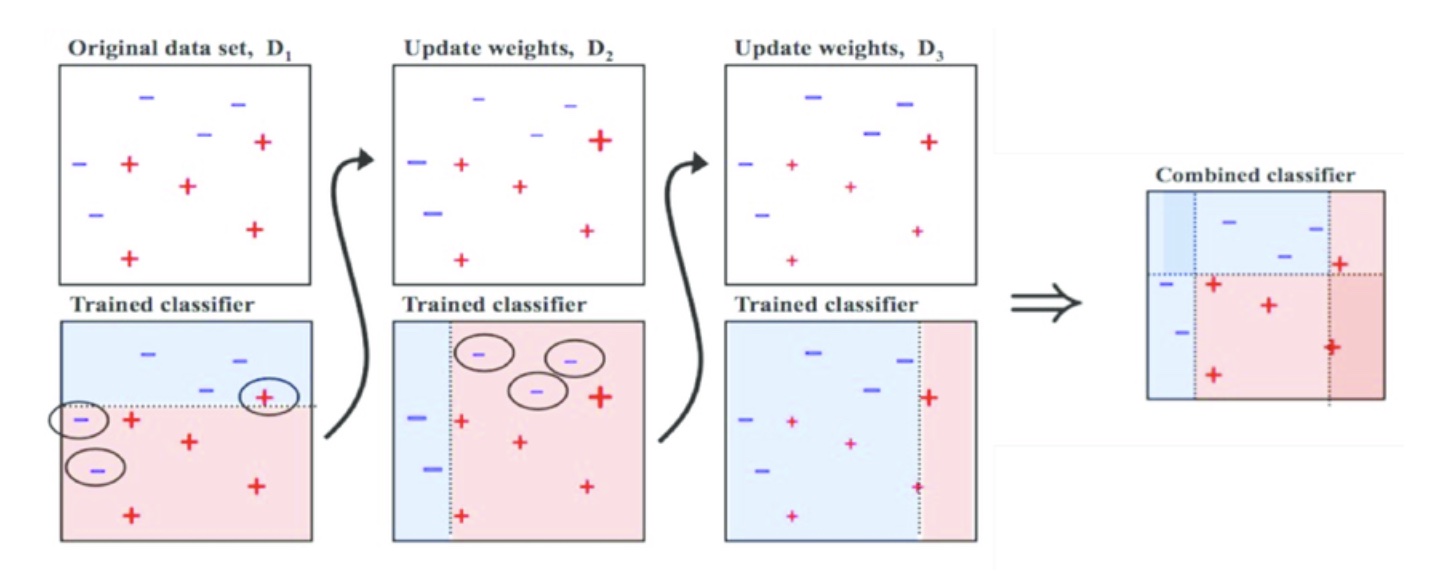 Original data set, D₁
Update weights, D₂
Update weights, D₃
Trained classifier
Trained classifier
Trained classifier
Combined classifier